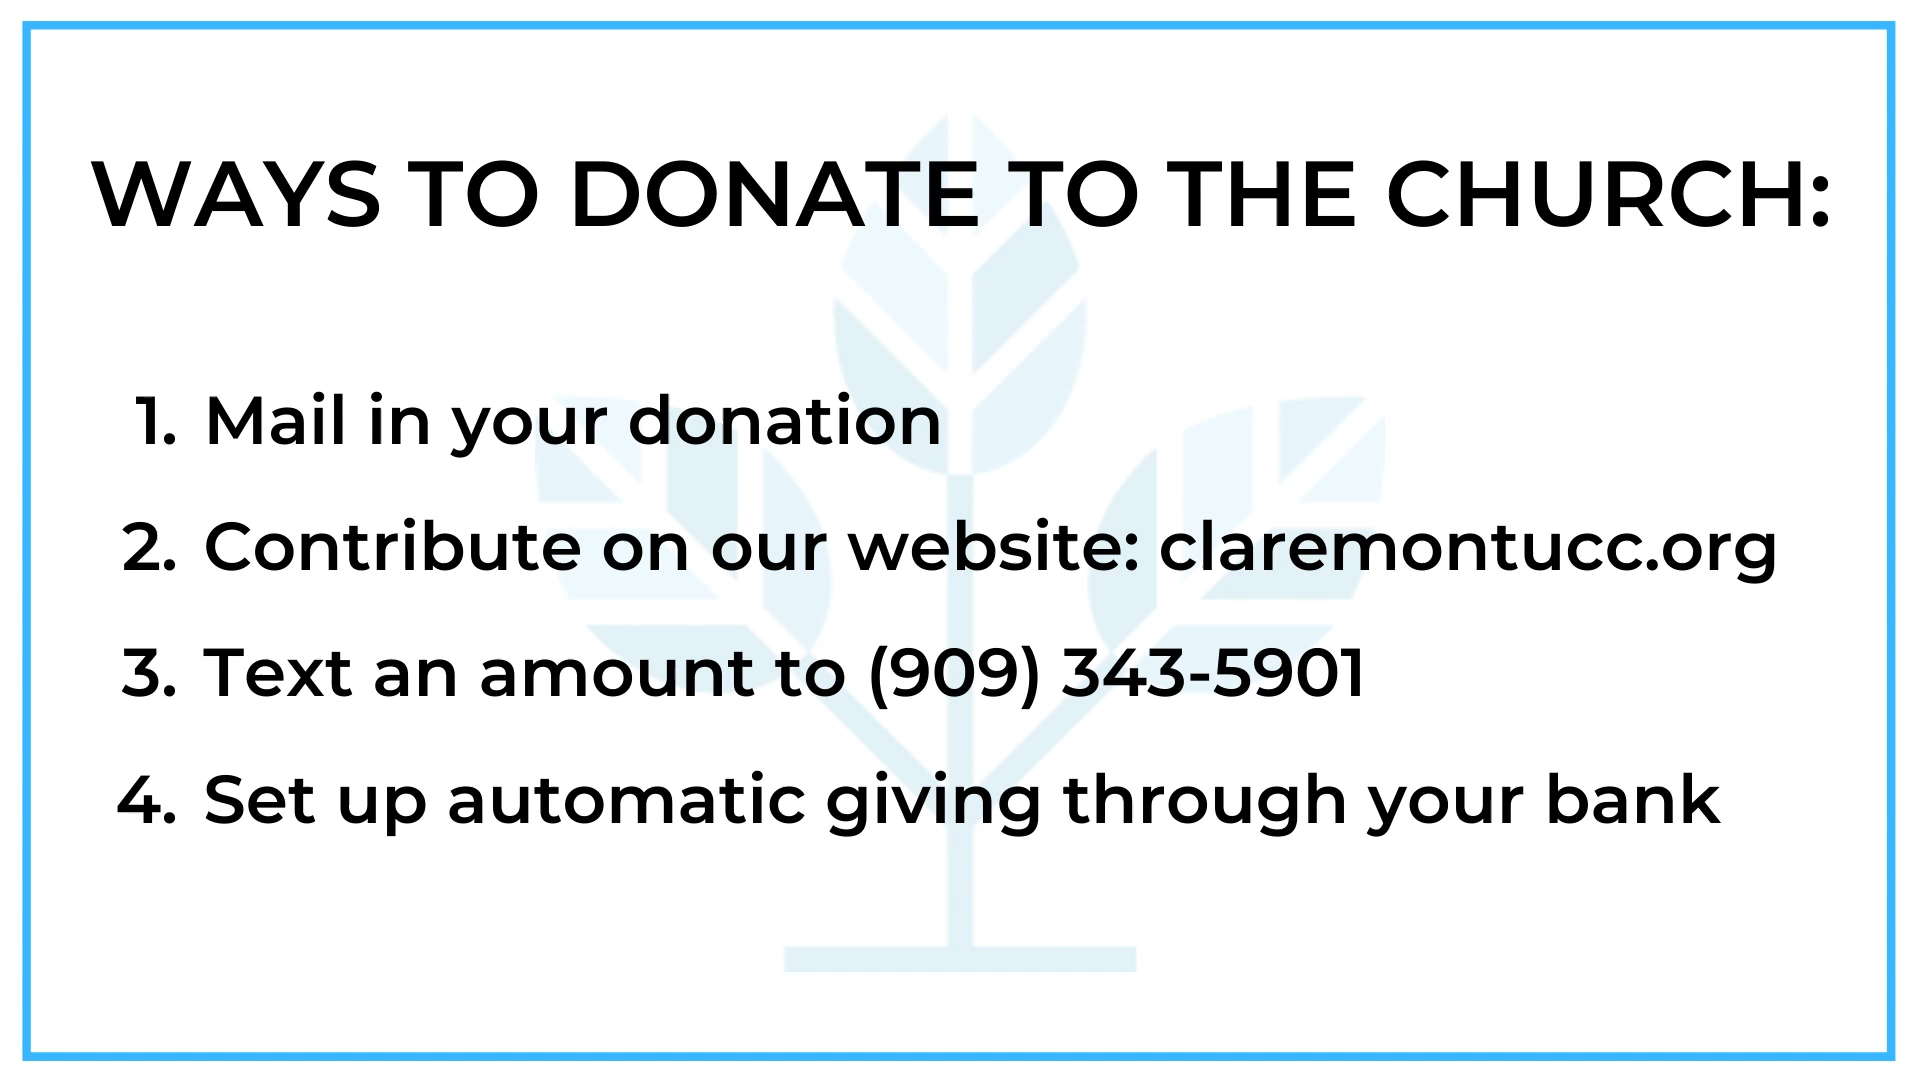 WAYS TO DONATE TO THE CHURCH:
1. Mail in your donation
2. Contribute on our website: claremontucc.org
3. Text an amount to (909) 343-5901
4. Set up automatic giving through your bank